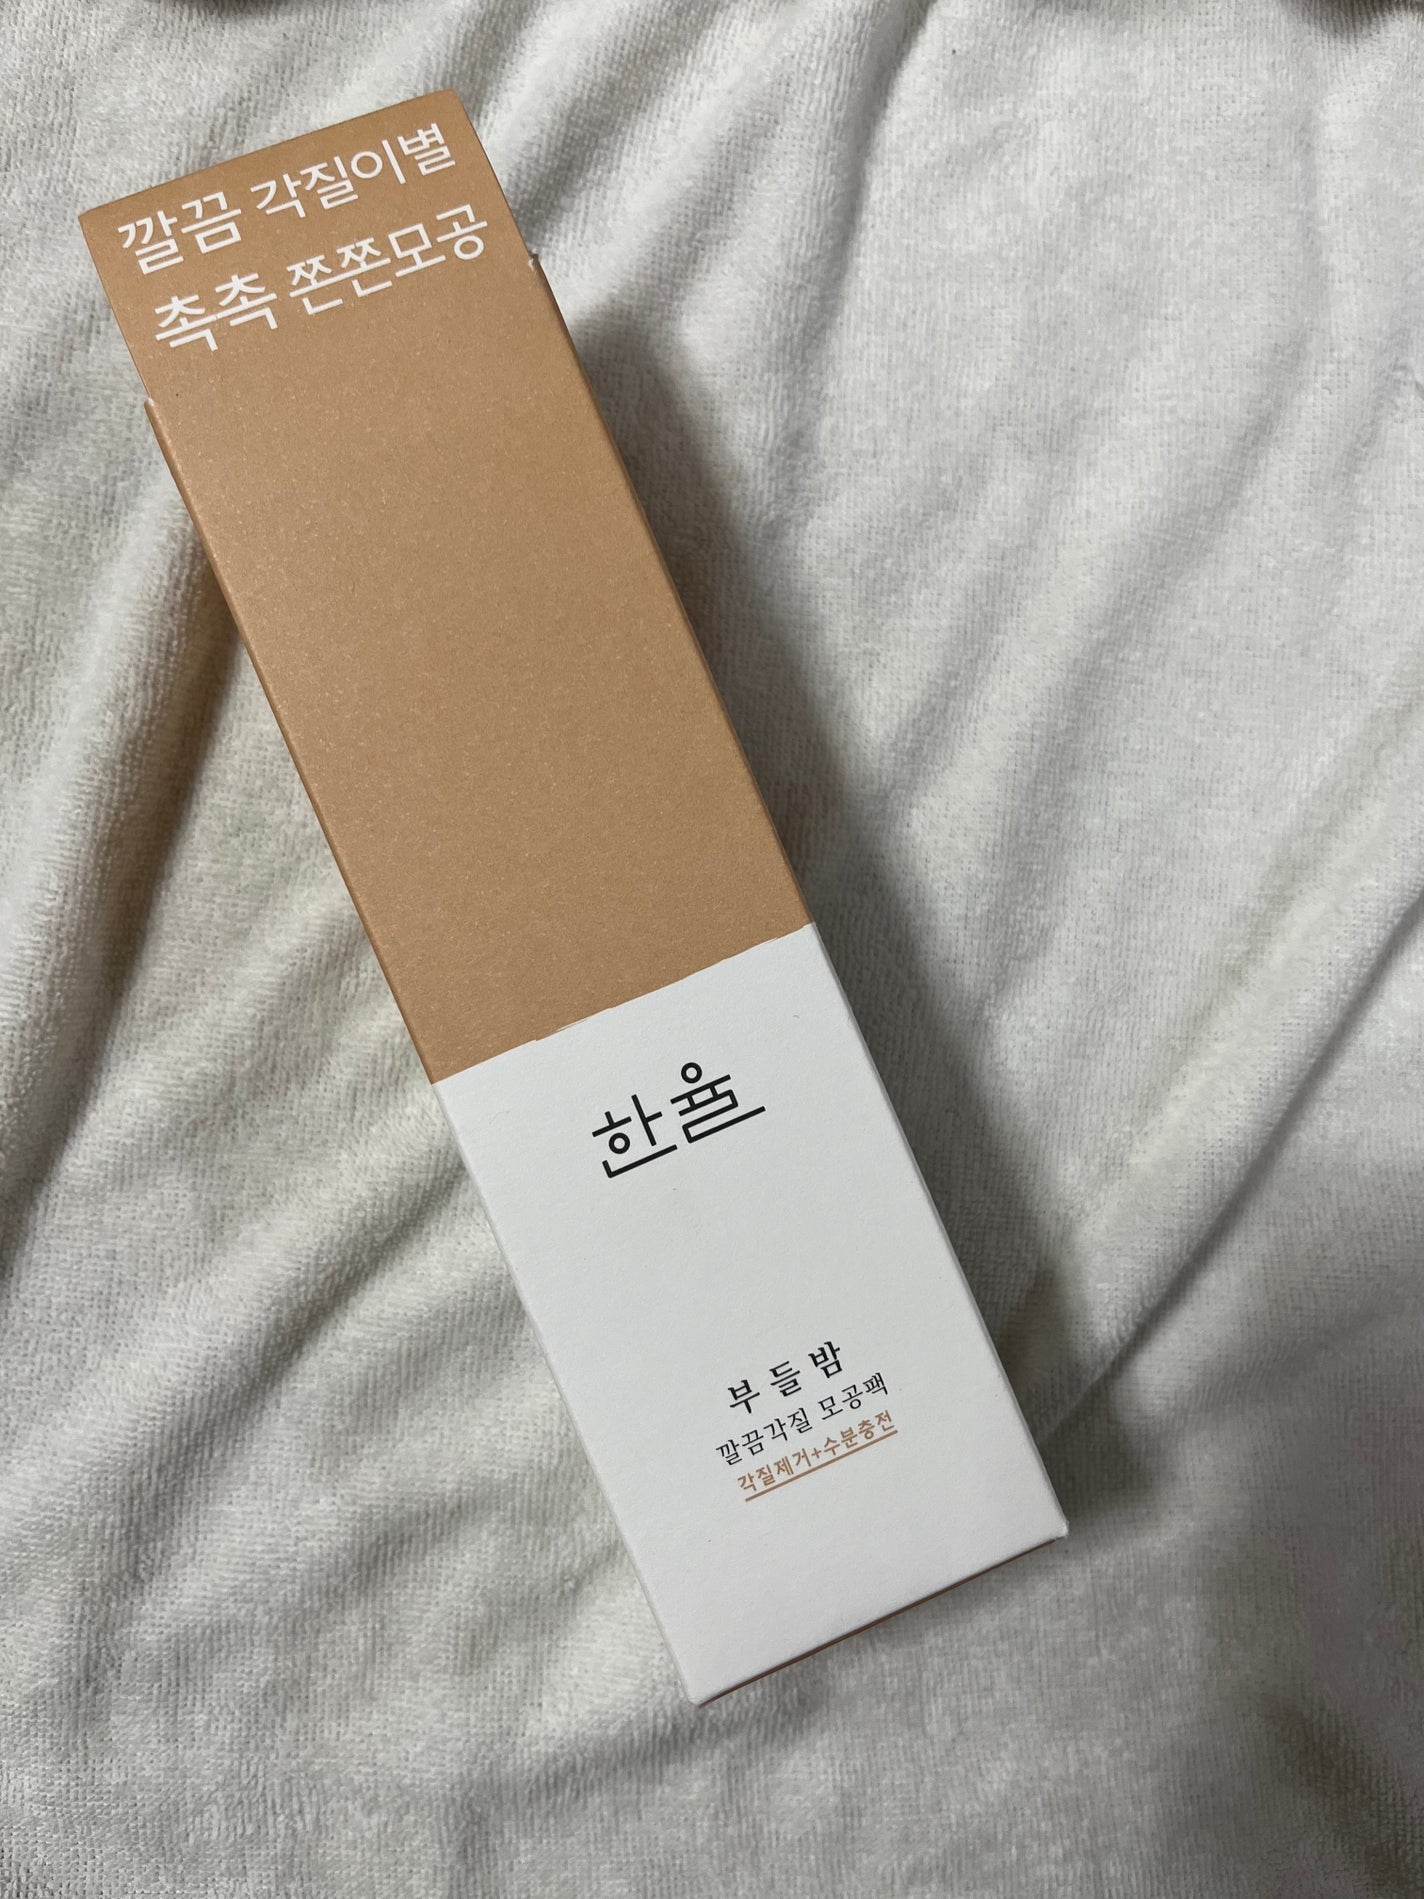 깔끔 각질이별
촉촉 쫀쫀모공
한율
부들밤
깔끔각질 모공팩
각질제거+수분충전